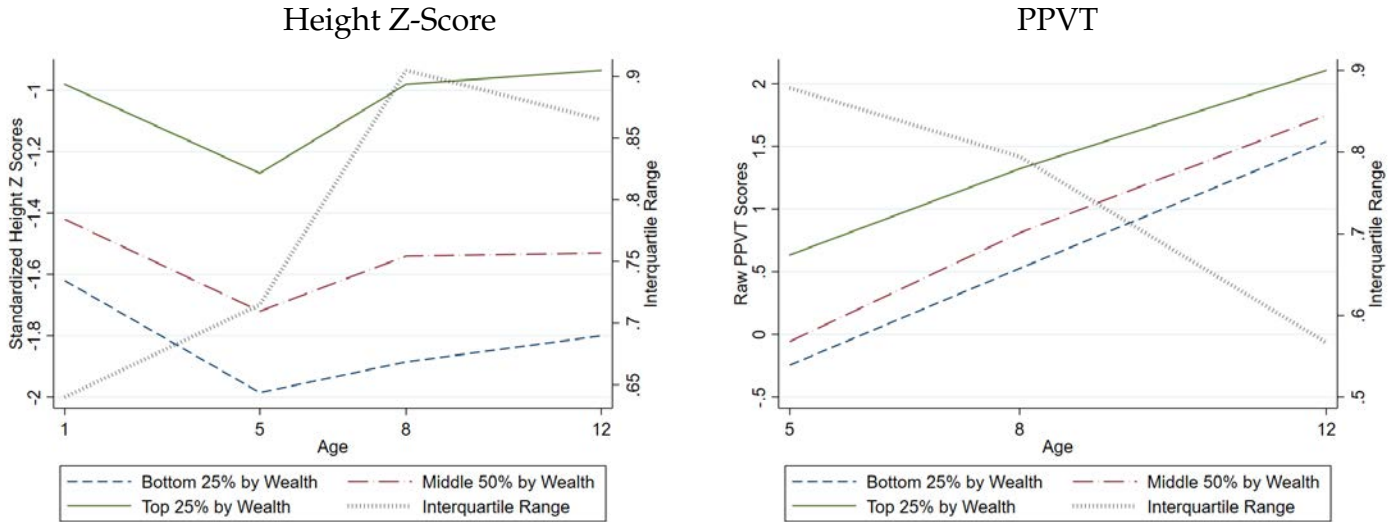 Height Z-Score
Standardized Height Z Scores
-1
-1.2
-1.4
-1.6
-1.8
-2
.9
.85
.8
.75
.7
.65
Interquartile Range
1
5
8
12
Age
Bottom 25% by Wealth
Middle 50% by Wealth
Top 25% by Wealth
Interquartile Range
PPVT
Raw PPVT Scores
2
1.5
1
.5
0
-.5
.9
.8
.7
.6
.5
Interquartile Range
5
8
12
Age
Bottom 25% by Wealth
Middle 50% by Wealth
Top 25% by Wealth
Interquartile Range